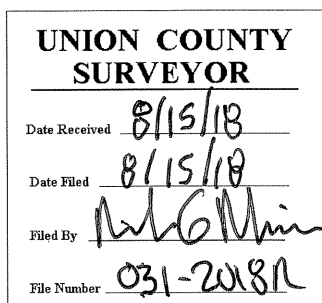 UNION COUNTY
SURVEYOR
Date Received 8/15/18
Date Filed 8/15/18
Filed By
File Number 031-2018R